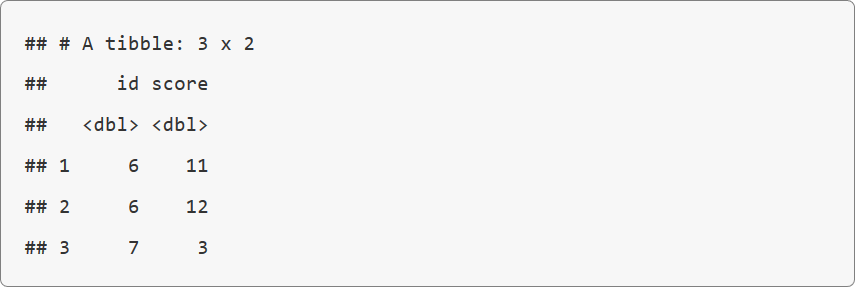 ## # A tibble: 3 x 2
##      id score
##   <dbl> <dbl>
## 1     6    11
## 2     6    12
## 3     7     3